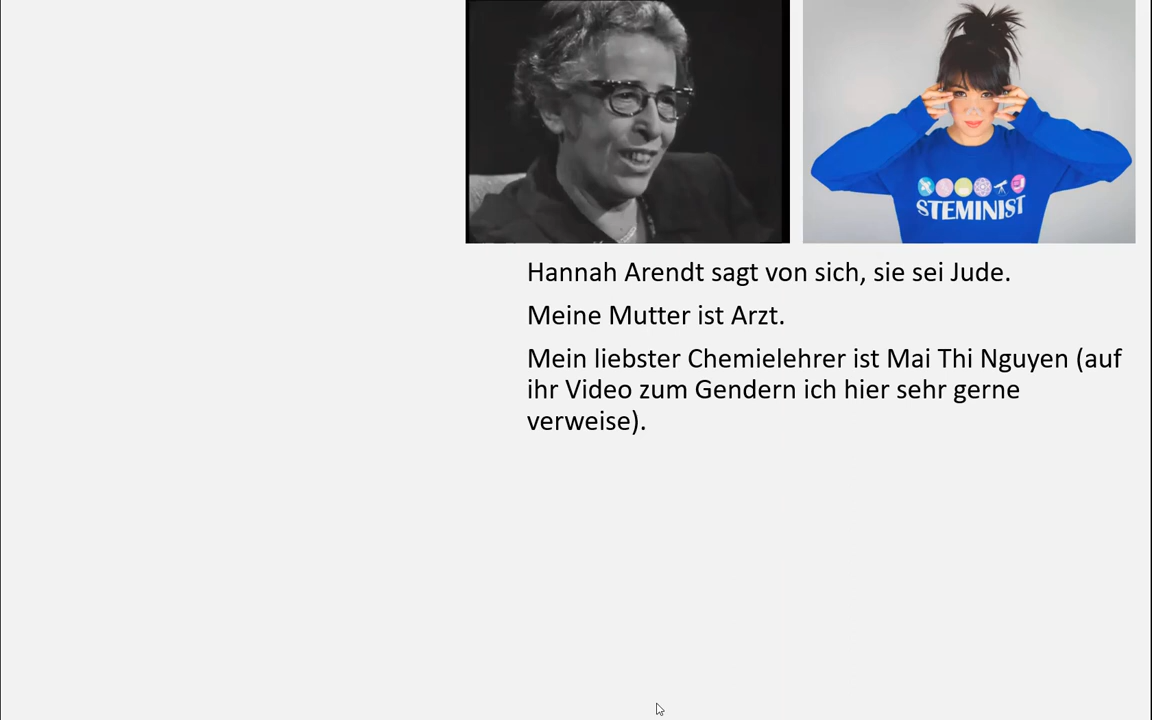 STEMINIST
Hannah Arendt sagt von sich, sie sei Jude.
Meine Mutter ist Arzt.
Mein liebster Chemielehrer ist Mai Thi Nguyen (auf
ihr Video zum Gendern ich hier sehr gerne
verweise).